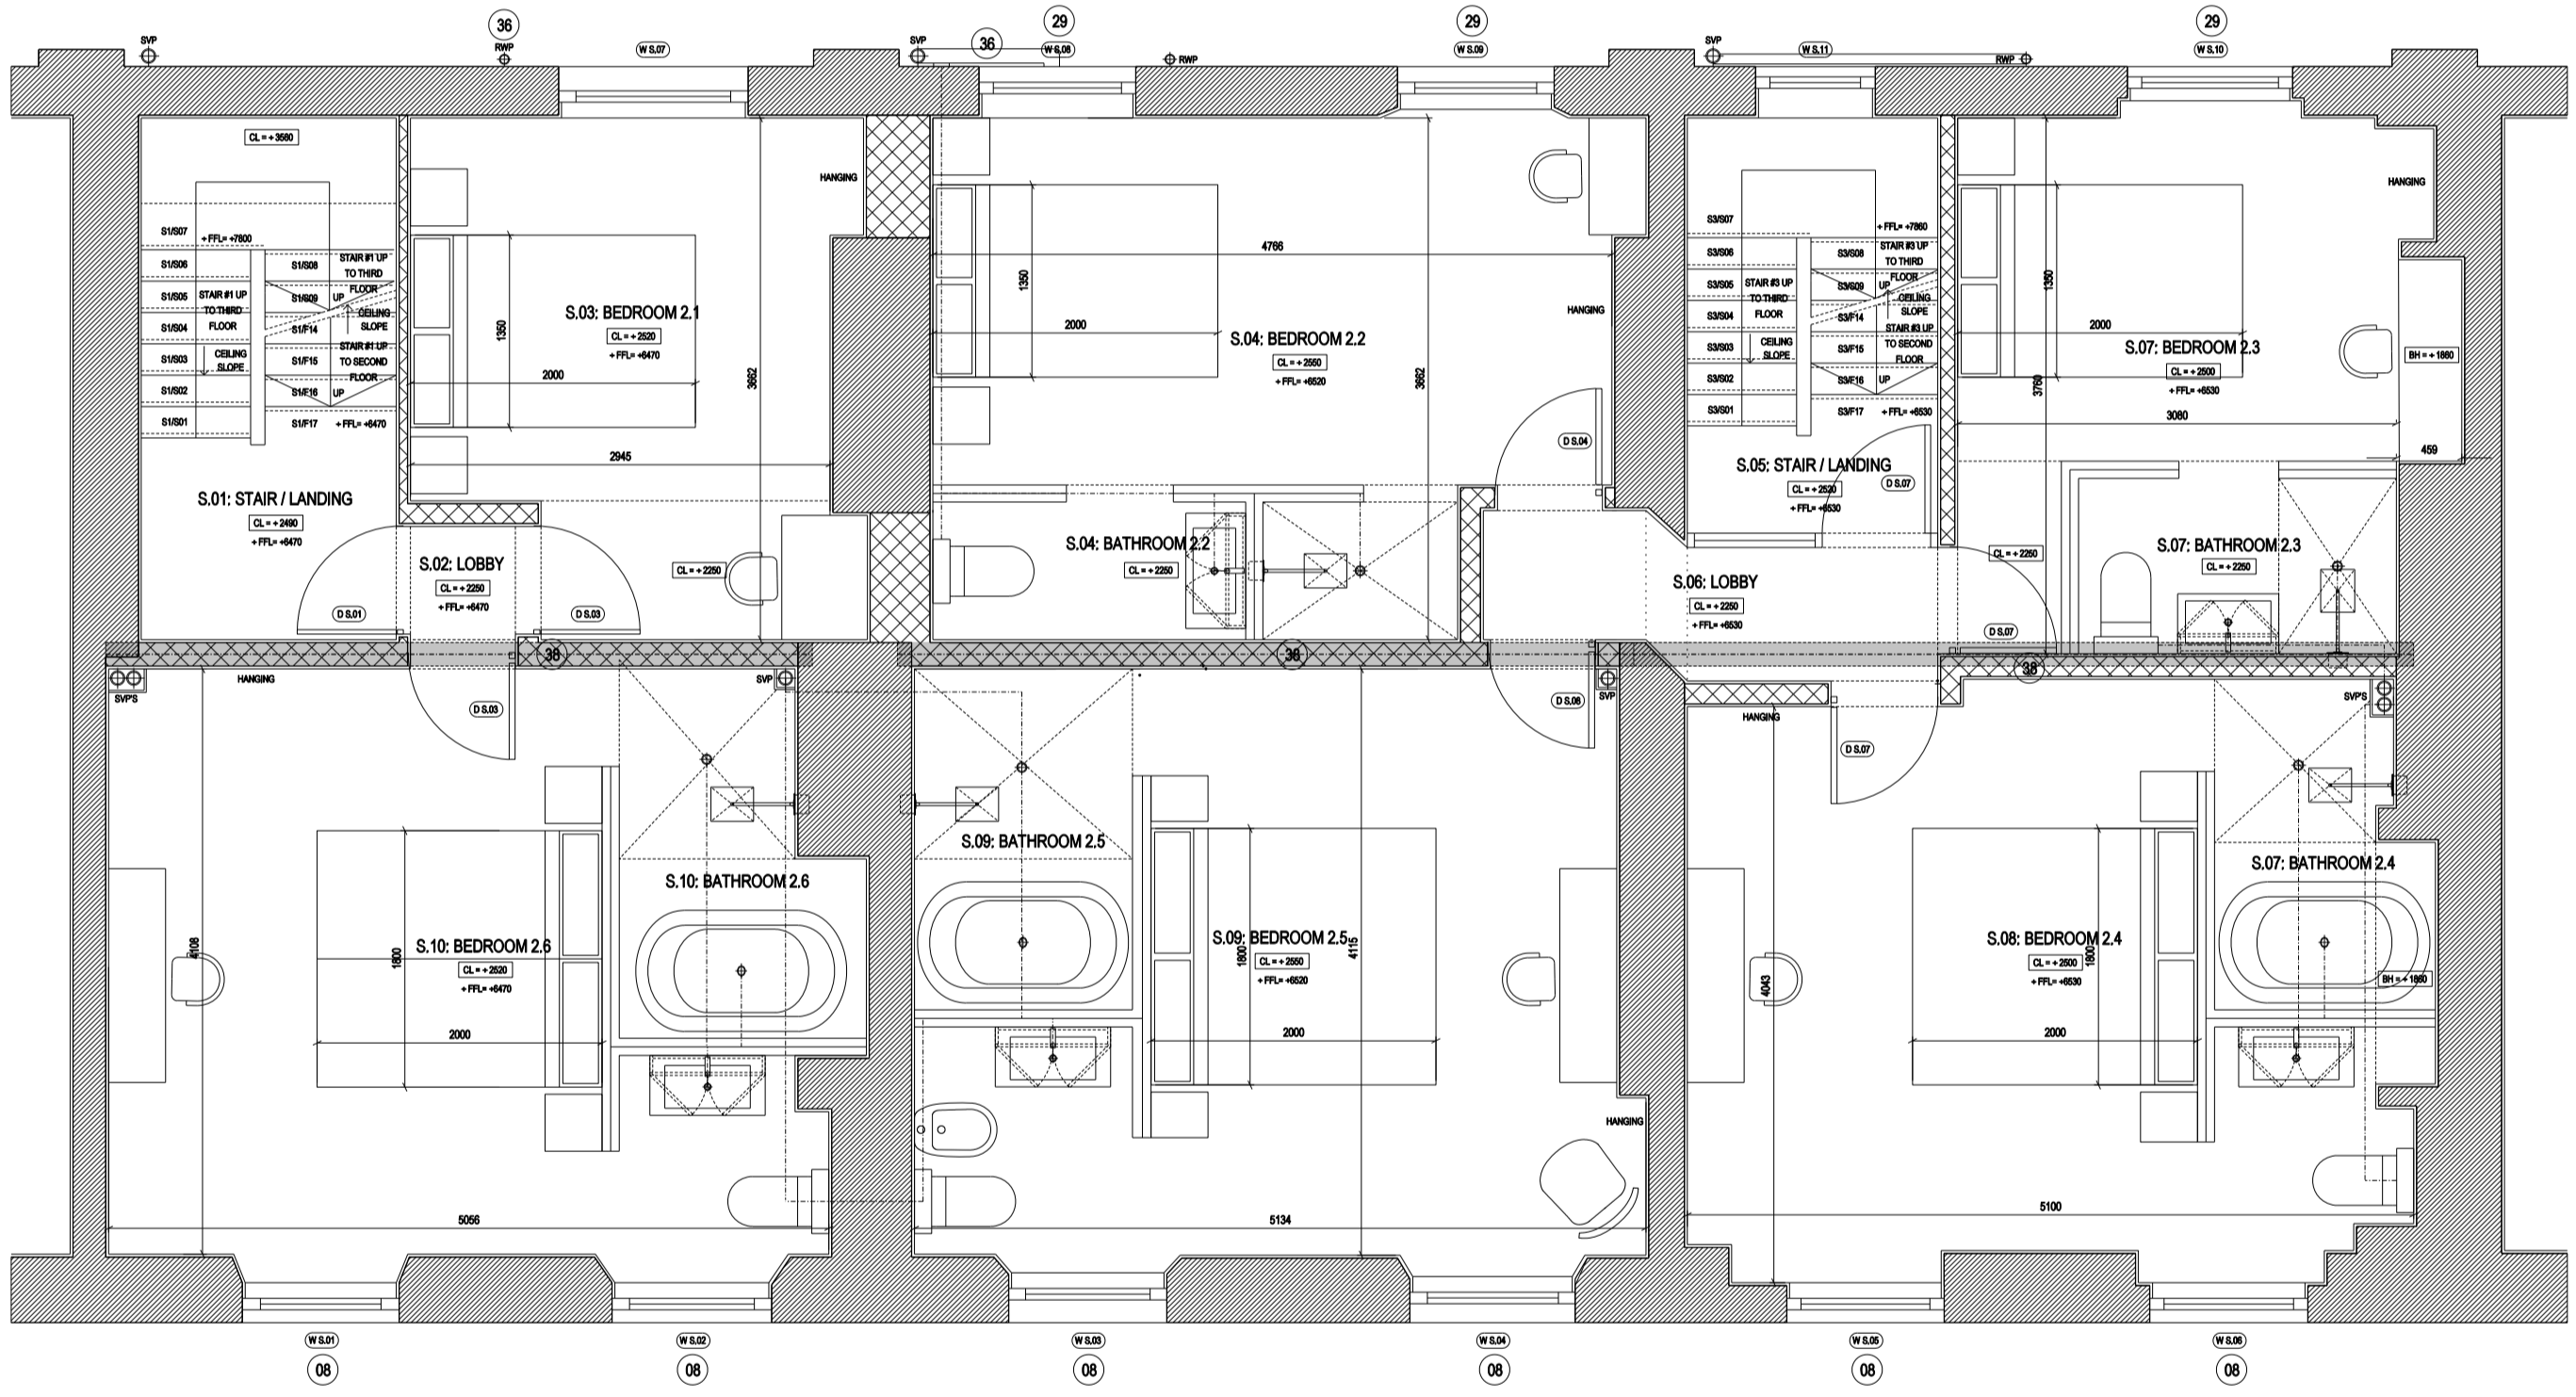 36
29
29
29
SVP
RWP
W S.07
SVP
36
W S.08
RWP
W S.09
SVP
W S.11
RWP
W S.10
CL = + 3560
HANGING
HANGING
S1/S07
+ FFL= +7800
S1/S06
S1/S05
S1/S04
S1/S03
S1/S02
S1/S01
STAIR #1 UP
TO THIRD
FLOOR
CEILING
SLOPE
S1/S08
S1/S09
S1/F14
S1/F15
S1/F16
S1/F17
STAIR #1 UP
TO THIRD
FLOOR
UP
CEILING
SLOPE
STAIR #1 UP
TO SECOND
FLOOR
UP
+ FFL= +6470
S.01: STAIR / LANDING
CL = + 2490
+ FFL= +6470
1350
2000
S.03: BEDROOM 2.1
CL = + 2520
+ FFL= +6470
3662
2945
S.02: LOBBY
CL = + 2250
+ FFL= +6470
D S.01
D S.03
CL = + 2250
4766
1350
2000
HANGING
S.04: BEDROOM 2.2
CL = + 2550
+ FFL= +6520
3662
D S.04
S.04: BATHROOM 2.2
CL = + 2250
S3/S07
+ FFL= +7860
S3/S06
S3/S05
S3/S04
S3/S03
S3/S02
S3/S01
STAIR #3 UP
TO THIRD
FLOOR
CEILING
SLOPE
S3/S08
S3/S09
S3/F14
S3/F15
S3/F16
S3/F17
STAIR #3 UP
TO THIRD
FLOOR
UP
CEILING
SLOPE
STAIR #3 UP
TO SECOND
FLOOR
UP
+ FFL= +6530
S.05: STAIR / LANDING
CL = + 2520
+ FFL= +6530
D S.07
S.06: LOBBY
CL = + 2250
+ FFL= +6530
1350
2000
S.07: BEDROOM 2.3
CL = + 2500
+ FFL= +6530
3760
3080
BH = + 1860
459
CL = + 2250
S.07: BATHROOM 2.3
CL = + 2250
D S.07
38
38
38
SVP'S
HANGING
D S.03
SVP
D S.08
SVP
HANGING
D S.07
SVP'S
4108
1800
2000
S.10: BEDROOM 2.6
CL = + 2520
+ FFL= +6470
S.10: BATHROOM 2.6
5056
S.09: BATHROOM 2.5
S.09: BEDROOM 2.5
CL = + 2550
+ FFL= +6520
1800
2000
4115
HANGING
5134
4043
S.08: BEDROOM 2.4
CL = + 2500
+ FFL= +6530
1800
2000
S.07: BATHROOM 2.4
BH = + 1860
5100
W S.01
W S.02
W S.03
W S.04
W S.05
W S.06
08
08
08
08
08
08